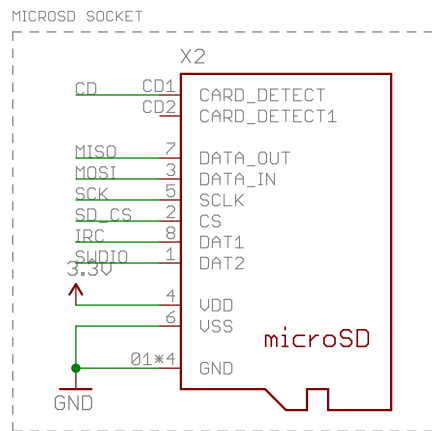 MICROSD SOCKET
X2
CD CD1 CARD_DETECT
CD2 CARD_DETECT1
MISO 7 DATA_OUT
MOSI 3 DATA_IN
SCK 5 SCLK
SD_CS 2 CS
IRC 8 DAT1
SWDIO 1 DAT2
3.3V
4 VDD
6 VSS
microSD
01*4 GND
GND